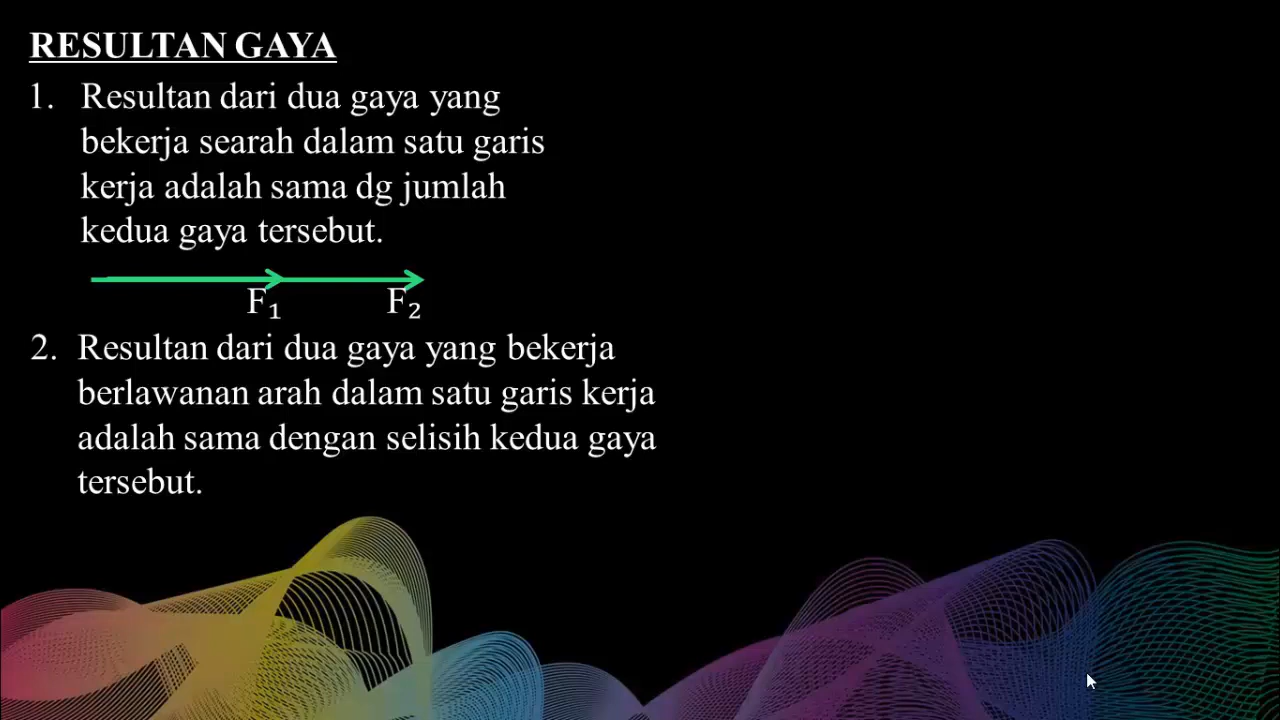 RESULTAN GAYA
1. Resultan dari dua gaya yang
bekerja searah dalam satu garis
kerja adalah sama dg jumlah
kedua gaya tersebut.
F₁ F₂
2. Resultan dari dua gaya yang bekerja
berlawanan arah dalam satu garis kerja
adalah sama dengan selisih kedua gaya
tersebut.